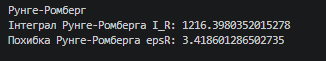 Рунге-Ромберг
Інтеграл Рунге-Ромберга I_R: 1216.3980352015278
Похибка Рунге-Ромберга epsR: 3.418601286502735